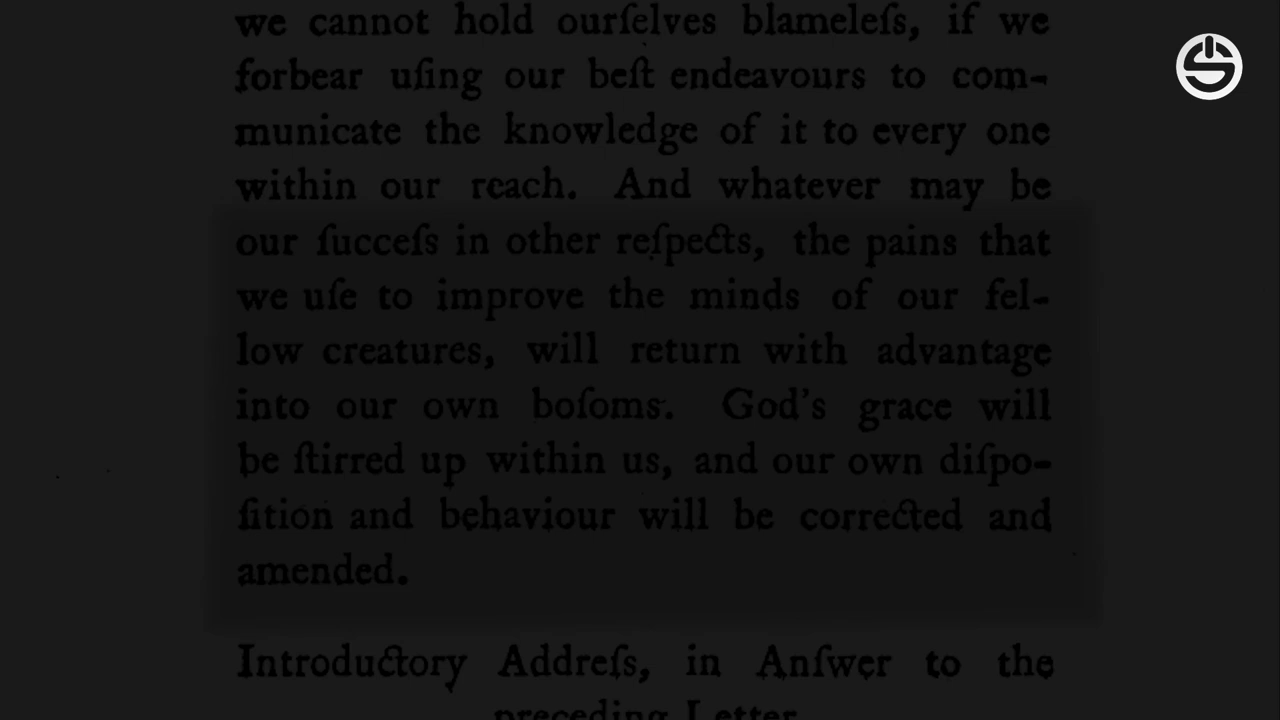 we cannot hold ourſelves blameleſs, if we
forbear uſing our beſt endeavours to com-
municate the knowledge of it to every one
within our reach. And whatever may be
our ſucceſs in other reſpects, the pains that
we uſe to improve the minds of our fel-
low creatures, will return with advantage
into our own boſoms. God's grace will
be ſtirred up within us, and our own diſpo-
ſition and behaviour will be corrected and
amended.
Introductory Addreſs, in Anſwer to the
preceding Letter